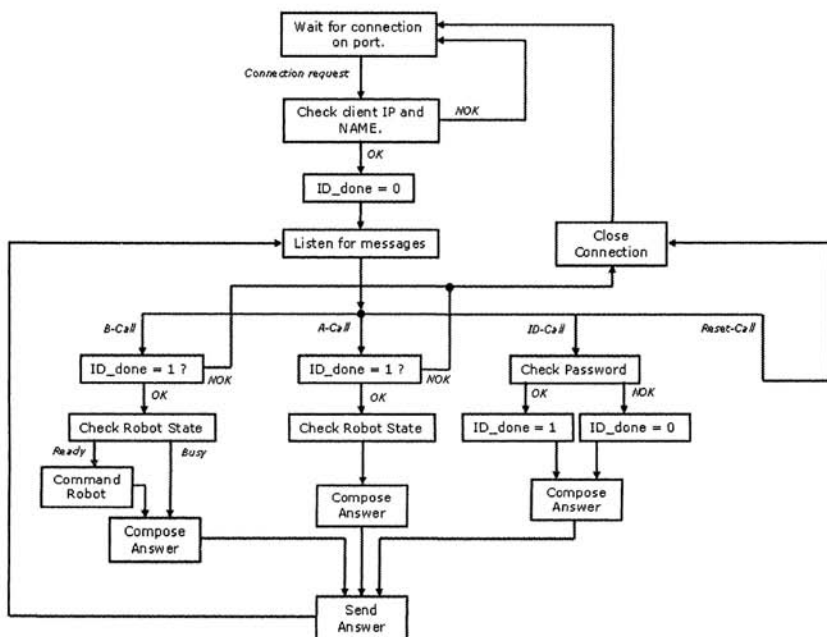 Wait for connection
on port.
Connection request
Check client IP and
NAME.
NOK
OK
ID_done = 0
Listen for messages
Close
Connection
B-Call
A-Call
ID-Call
Reset-Call
ID_done = 1 ?
NOK
ID_done = 1 ?
NOK
Check Password
OK
OK
OK
NOK
Check Robot State
Check Robot State
ID_done = 1
ID_done = 0
Ready
Busy
Command
Robot
Compose
Answer
Compose
Answer
Compose
Answer
Send
Answer